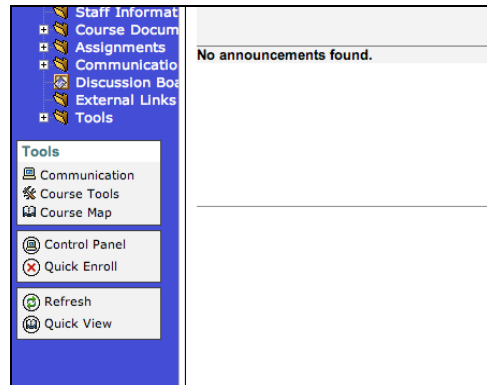 Staff Informat
Course Docum
Assignments
Communicatio
Discussion Boa
External Links
Tools
No announcements found.
Tools
Communication
Course Tools
Course Map
Control Panel
Quick Enroll
Refresh
Quick View